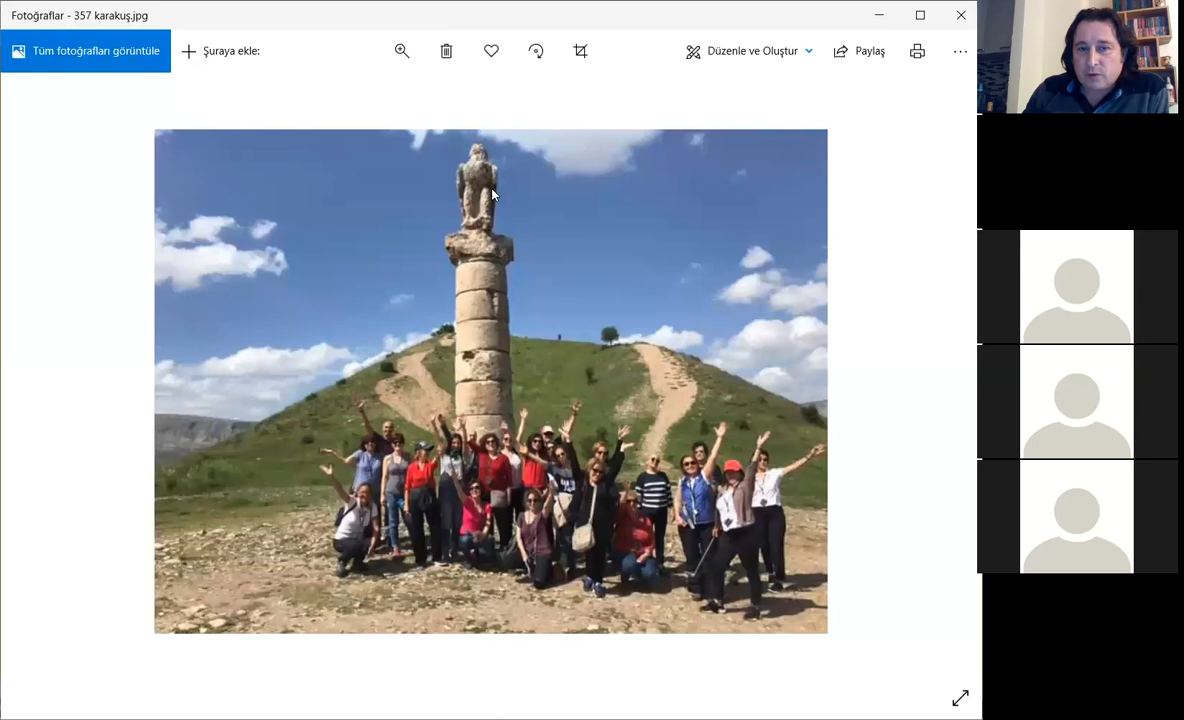 Fotoğraflar - 357 karakuş.jpg
Tüm fotoğrafları görüntüle
Şuraya ekle:
Düzenle ve Oluştur
Paylaş